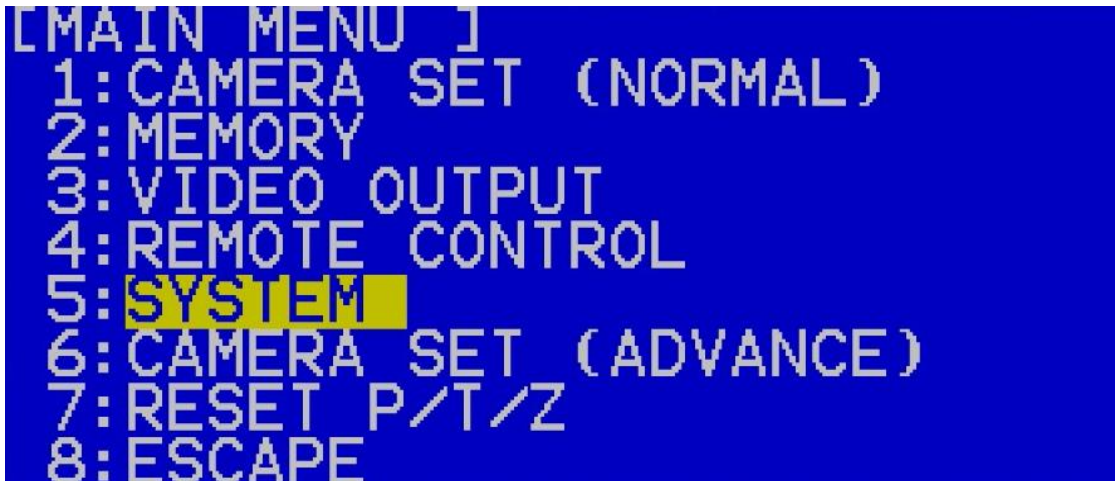 [MAIN MENU ]
1:CAMERA SET (NORMAL)
2:MEMORY
3:VIDEO OUTPUT
4:REMOTE CONTROL
5:SYSTEM
6:CAMERA SET (ADVANCE)
7:RESET P/T/Z
8:ESCAPE